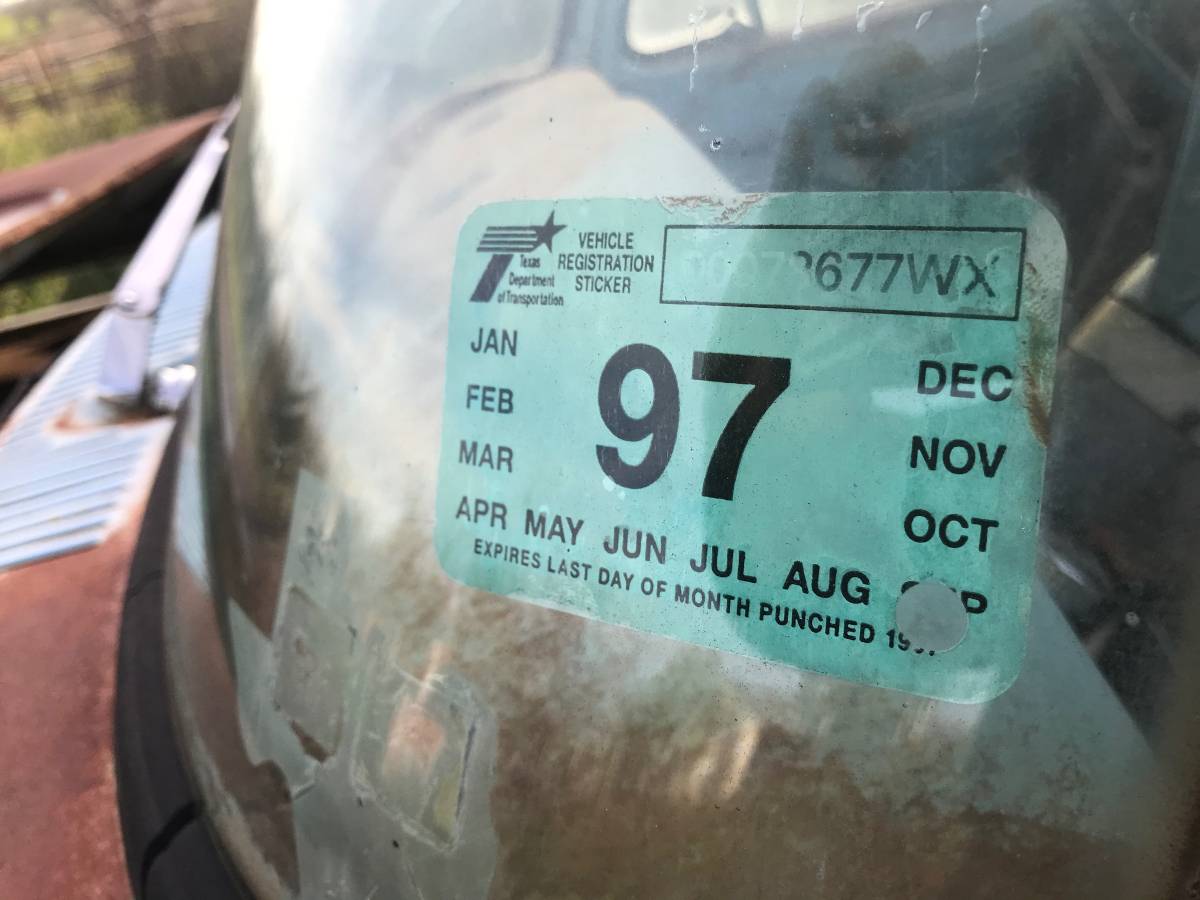 Texas
Department
of Transportation
VEHICLE
REGISTRATION
STICKER
3677WX
JAN
FEB
MAR
97
DEC
NOV
OCT
APR MAY JUN JUL AUG
EXPIRES LAST DAY OF MONTH PUNCHED